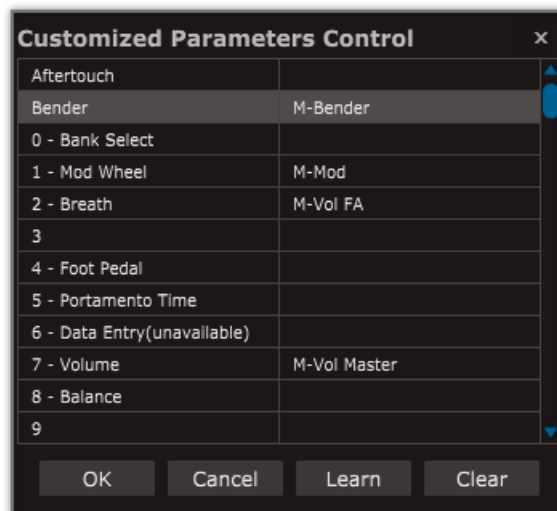 Customized Parameters Control x
Aftertouch
Bender M-Bender
0 - Bank Select
1 - Mod Wheel M-Mod
2 - Breath M-Vol FA
3
4 - Foot Pedal
5 - Portamento Time
6 - Data Entry(unavailable)
7 - Volume M-Vol Master
8 - Balance
9
OK Cancel Learn Clear